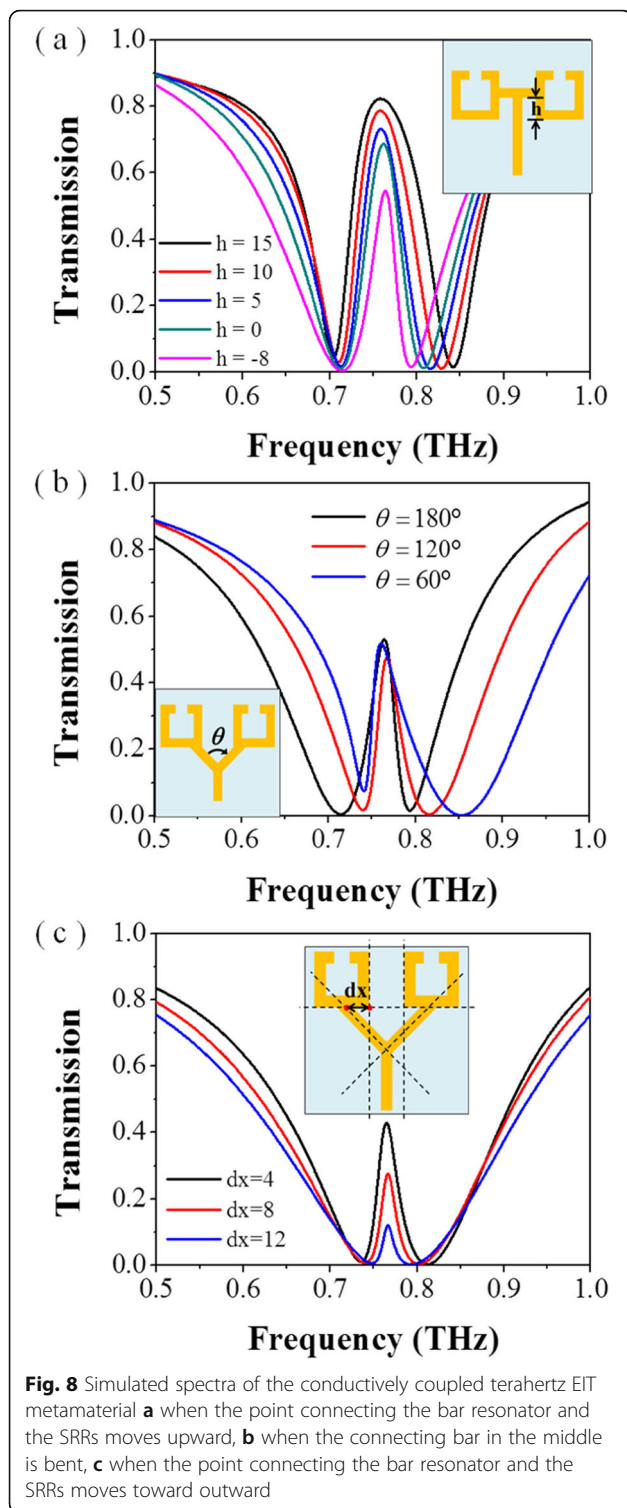 ( a )
1.0
0.8
0.6
0.4
0.2
0.0
Transmission
h
h = 15
h = 10
h = 5
h = 0
h = -8
0.5 0.6 0.7 0.8 0.9 1.0
Frequency (THz)
( b )
1.0
0.8
0.6
0.4
0.2
0.0
Transmission
θ = 180°
θ = 120°
θ = 60°
θ
0.5 0.6 0.7 0.8 0.9 1.0
Frequency (THz)
( c )
1.0
0.8
0.6
0.4
0.2
0.0
Transmission
dx
dx=4
dx=8
dx=12
0.5 0.6 0.7 0.8 0.9 1.0
Frequency (THz)
Fig. 8 Simulated spectra of the conductively coupled terahertz EIT
metamaterial a when the point connecting the bar resonator and
the SRRs moves upward, b when the connecting bar in the middle
is bent, c when the point connecting the bar resonator and the
SRRs moves toward outward